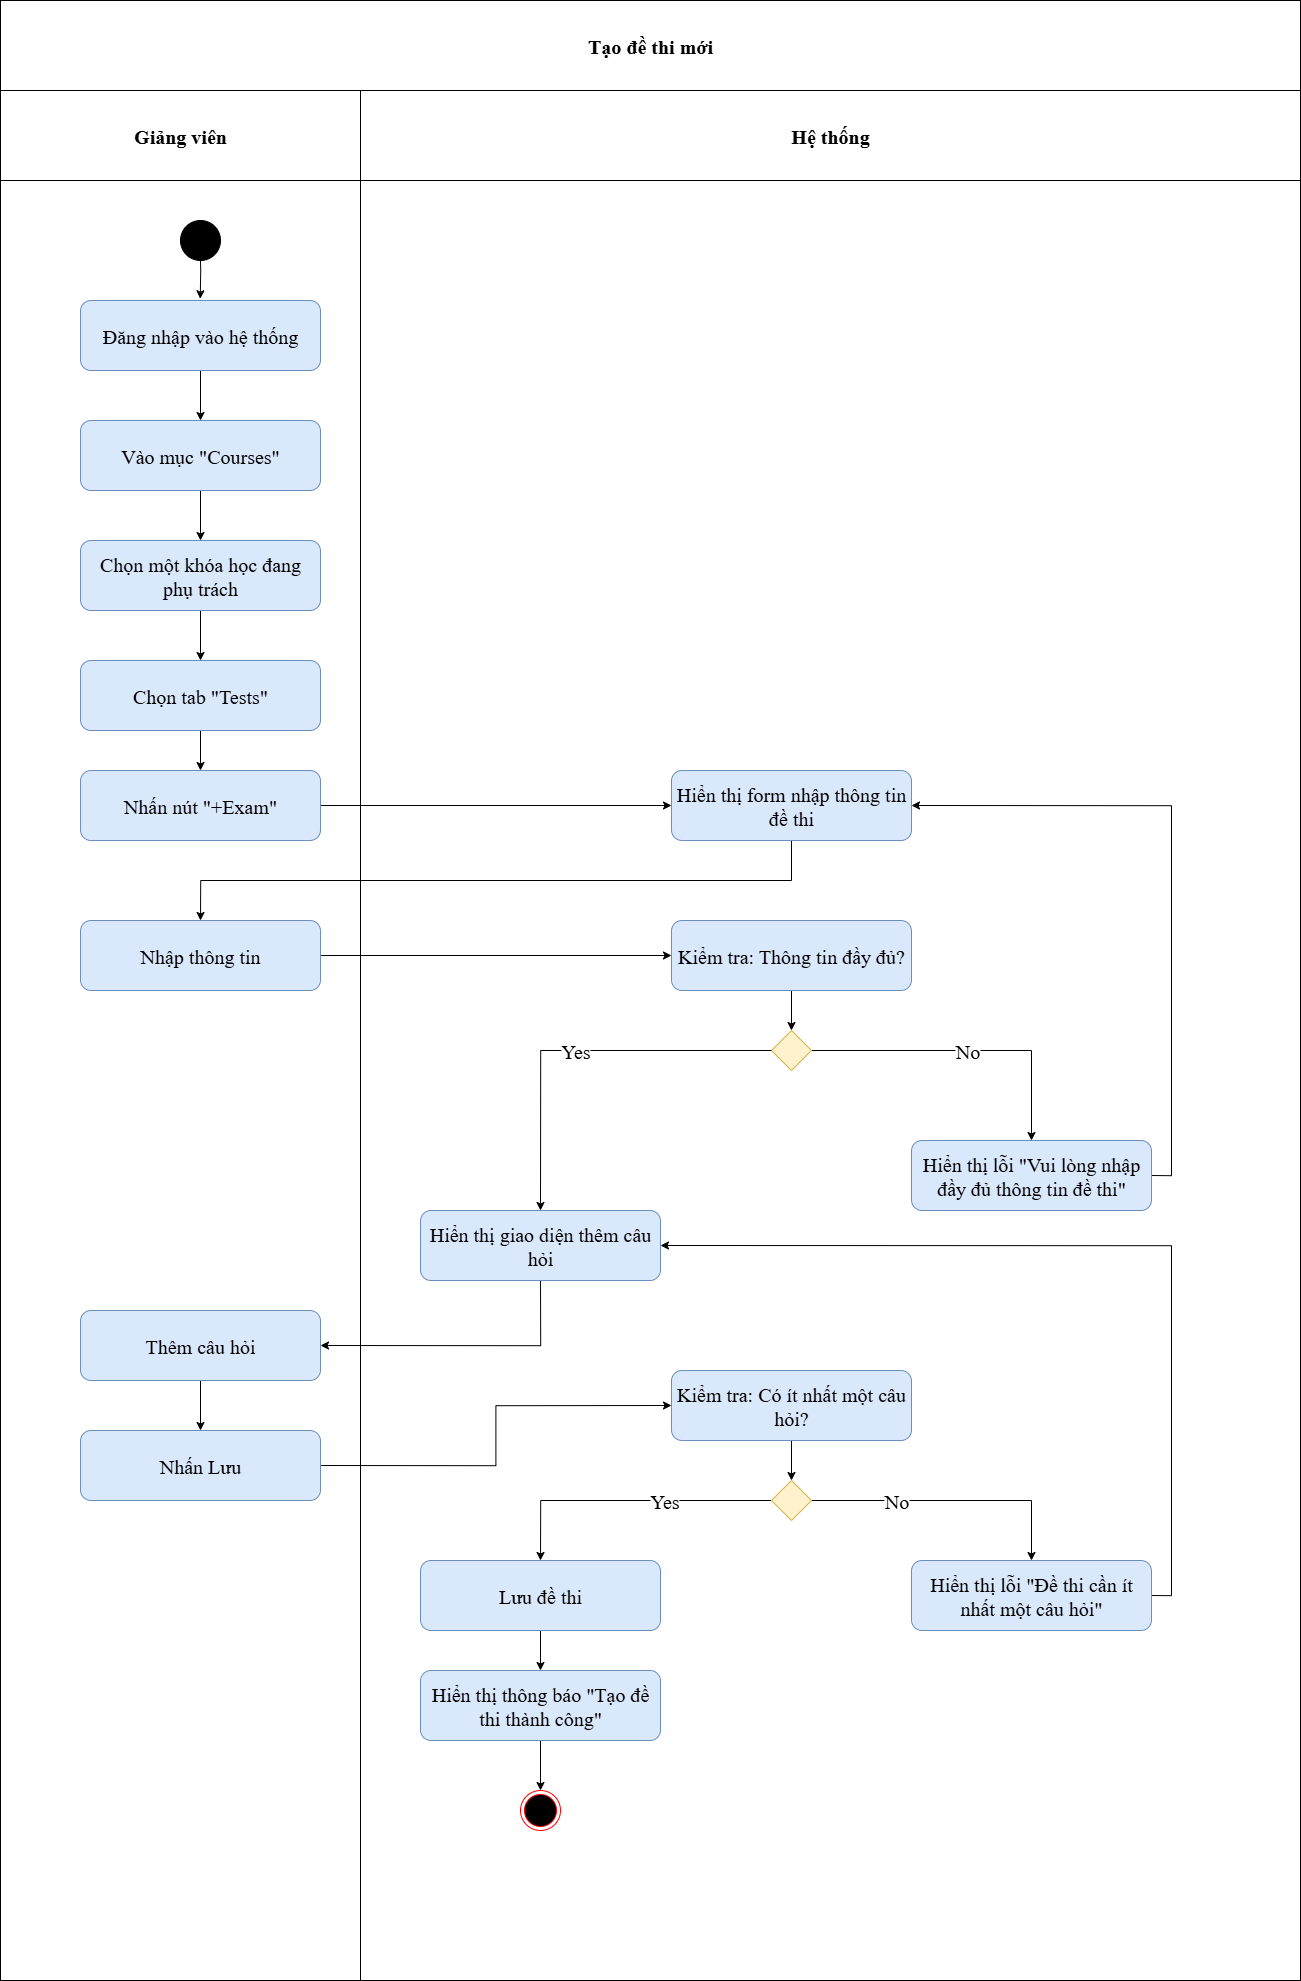 Tạo đề thi mới
Giảng viên
Hệ thống
Đăng nhập vào hệ thống
Vào mục "Courses"
Chọn một khóa học đang
phụ trách
Chọn tab "Tests"
Nhấn nút "+Exam"
Hiển thị form nhập thông tin
đề thi
Nhập thông tin
Kiểm tra: Thông tin đầy đủ?
Yes
No
Hiển thị lỗi "Vui lòng nhập
đầy đủ thông tin đề thi"
Hiển thị giao diện thêm câu
hỏi
Thêm câu hỏi
Kiểm tra: Có ít nhất một câu
hỏi?
Nhấn Lưu
Yes
No
Lưu đề thi
Hiển thị lỗi "Đề thi cần ít
nhất một câu hỏi"
Hiển thị thông báo "Tạo đề
thi thành công"